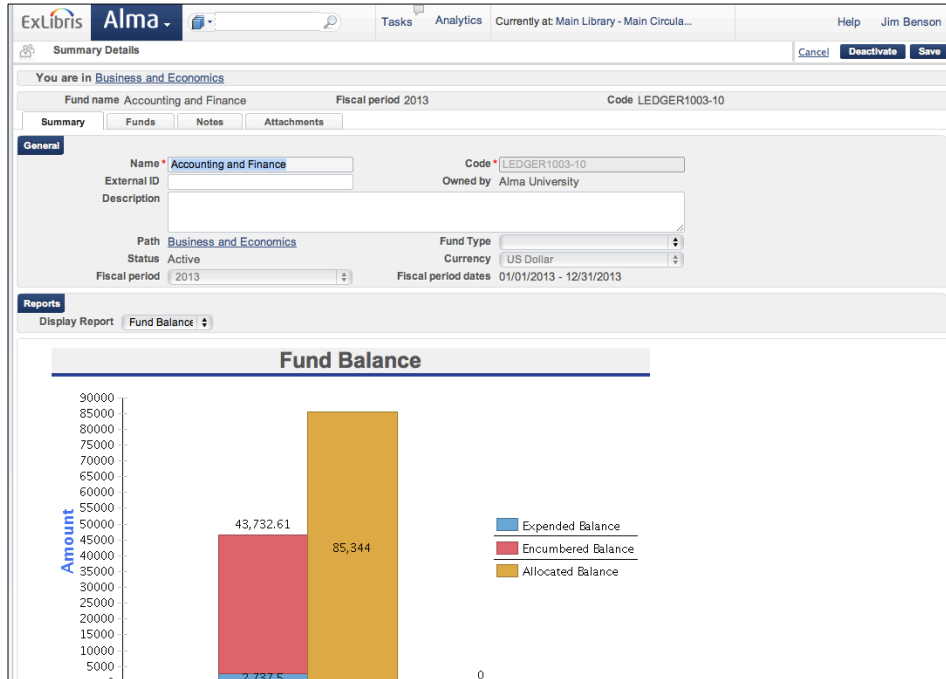 ExLibris Alma Tasks Analytics Currently at: Main Library - Main Circula... Help Jim Benson
Summary Details Cancel Deactivate Save
You are in Business and Economics
Fund name Accounting and Finance Fiscal period 2013 Code LEDGER1003-10
Summary Funds Notes Attachments
General
Name * Accounting and Finance Code * LEDGER1003-10
External ID Owned by Alma University
Description
Path Business and Economics Fund Type
Status Active Currency US Dollar
Fiscal period 2013 Fiscal period dates 01/01/2013 - 12/31/2013
Reports
Display Report Fund Balance
Fund Balance
90000
85000
80000
75000
70000
65000
60000
55000
50000
45000
40000
35000
30000
25000
20000
15000
10000
5000
Amount
43,732.61
85,344
2,737.5
0
Expended Balance
Encumbered Balance
Allocated Balance